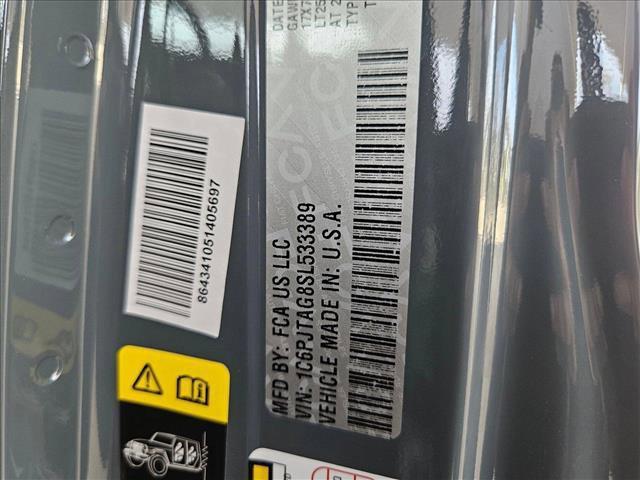 MFD BY: FCA US LLC
VIN: 1C6PJTAG8SL533389
VEHICLE MADE IN: U.S.A.
864341051405697